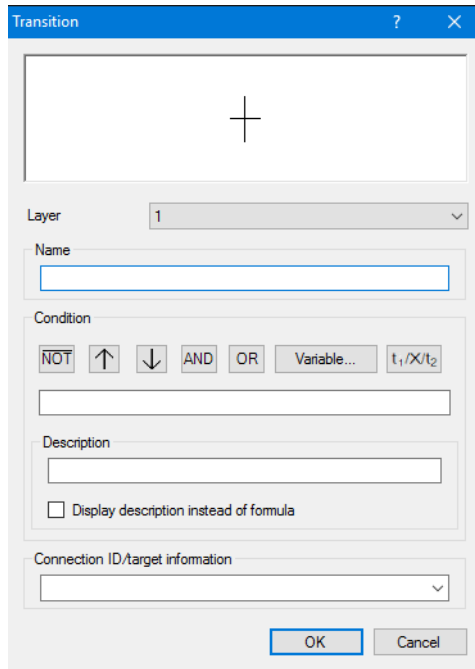 Transition ?
Layer 1
Name
Condition
NOT ↑ ↓ AND OR Variable... t₁/X/t₂
Description
Display description instead of formula
Connection ID/target information
OK Cancel